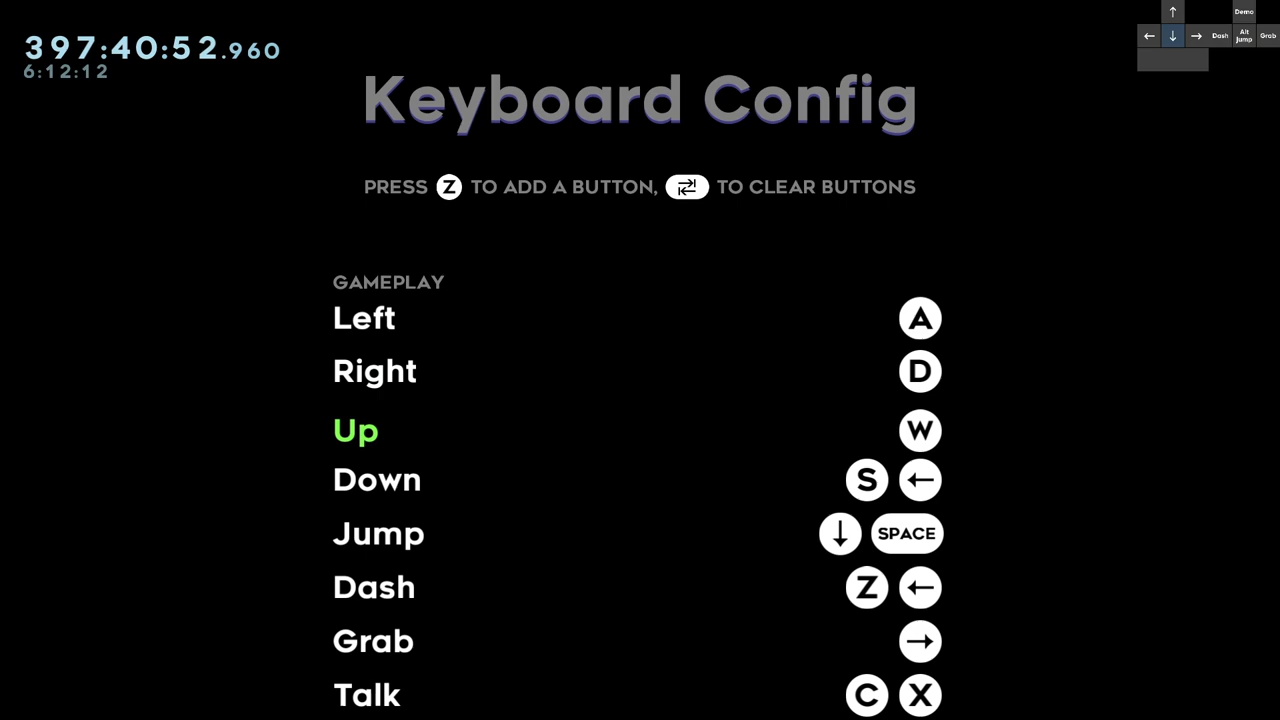 397:40:52.960
6:12:12
↑ Demo
← ↓ → Dash Alt Jump Grab
Keyboard Config
PRESS Z TO ADD A BUTTON, ⇄ TO CLEAR BUTTONS
GAMEPLAY
Left A
Right D
Up W
Down S ←
Jump ↓ SPACE
Dash Z ←
Grab →
Talk C X